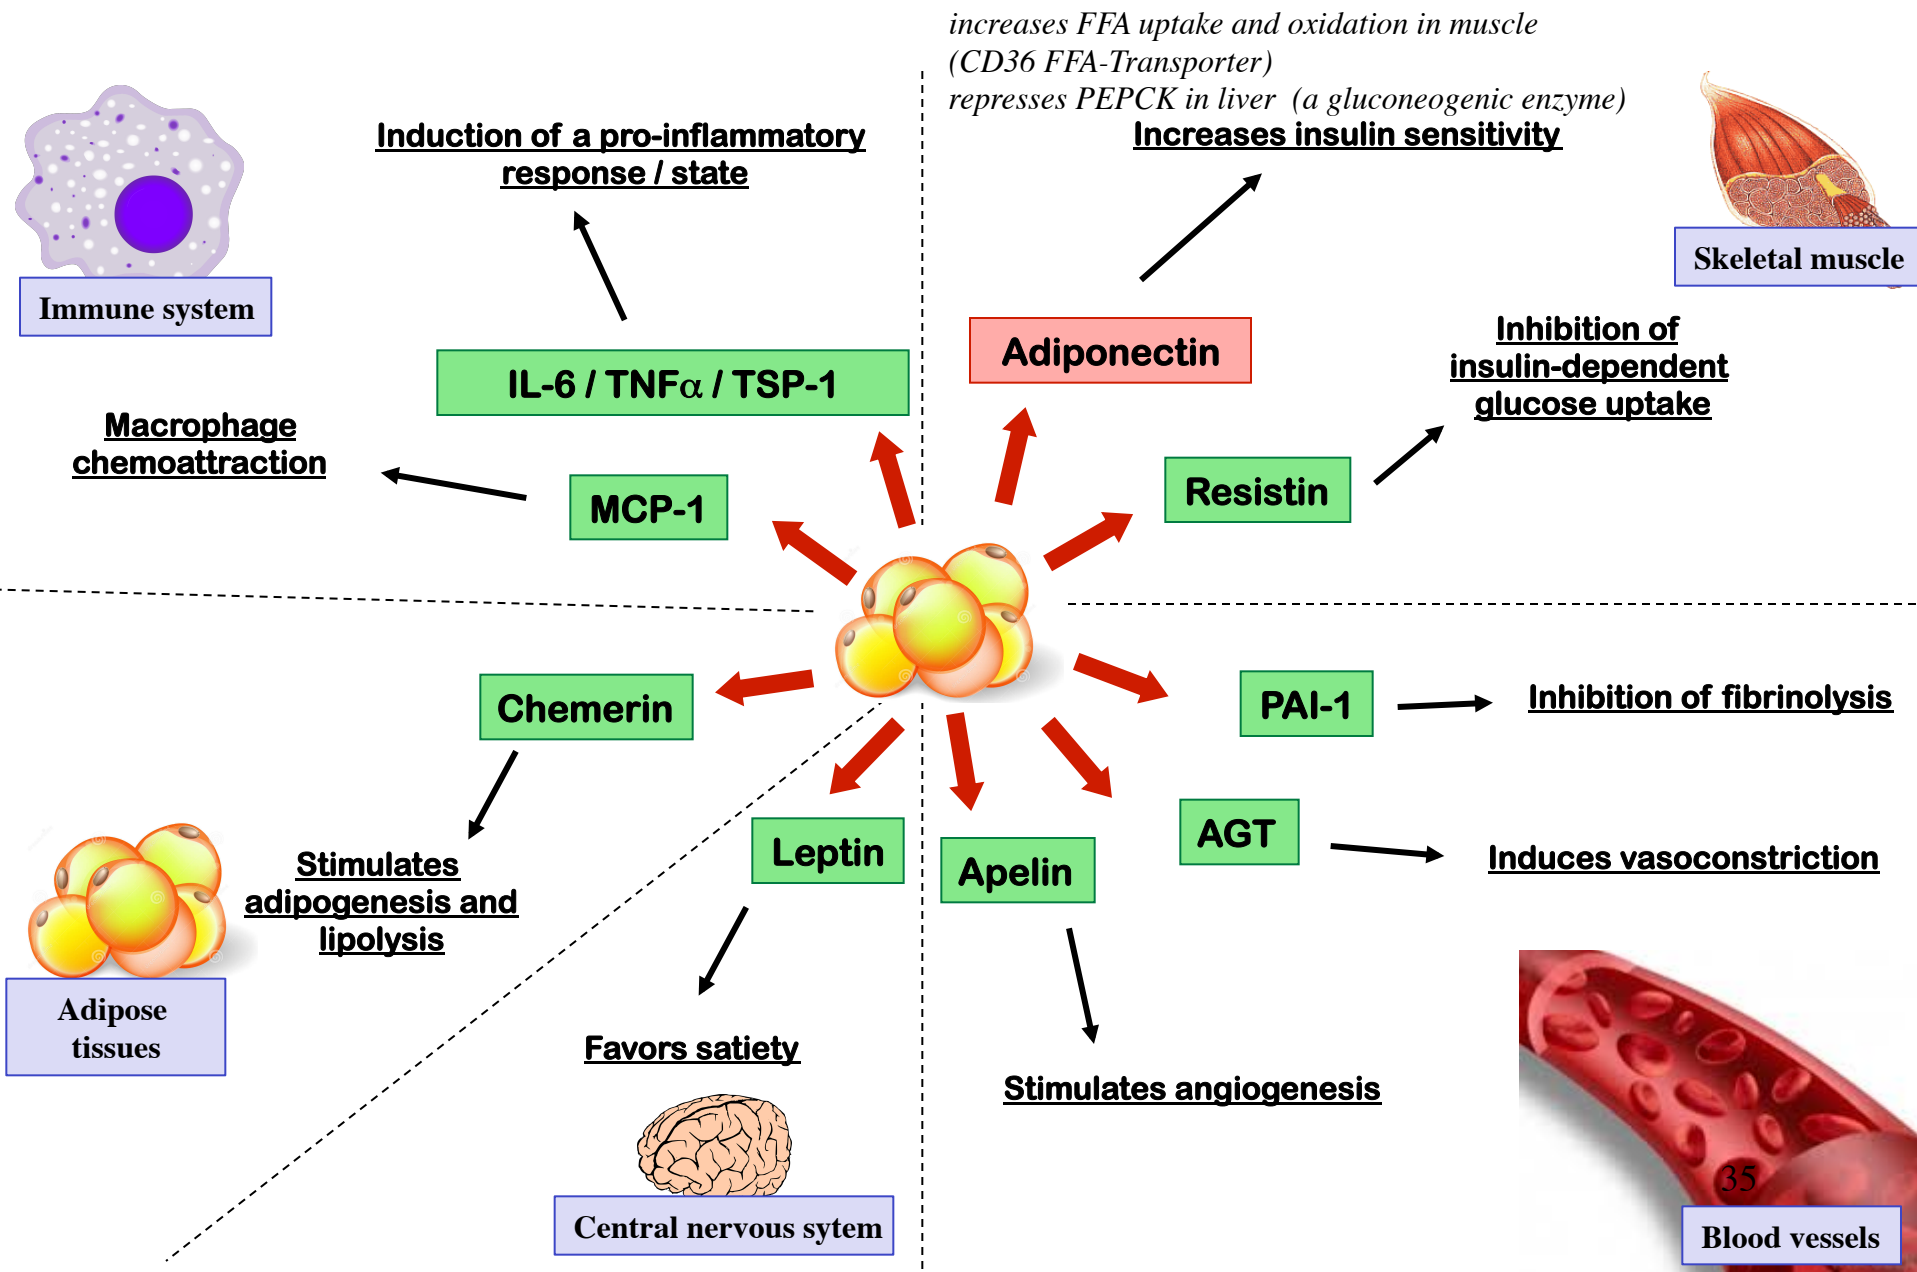 increases FFA uptake and oxidation in muscle
(CD36 FFA-Transporter)
represses PEPCK in liver (a gluconeogenic enzyme)
Increases insulin sensitivity
Induction of a pro-inflammatory
response / state
Skeletal muscle
Immune system
Adiponectin
Inhibition of
insulin-dependent
glucose uptake
IL-6 / TNFα / TSP-1
Macrophage
chemoattraction
MCP-1
Resistin
Chemerin
PAI-1
Inhibition of fibrinolysis
Stimulates
adipogenesis and
lipolysis
Leptin
Apelin
AGT
Induces vasoconstriction
Adipose
tissues
Favors satiety
Stimulates angiogenesis
Central nervous sytem
35
Blood vessels